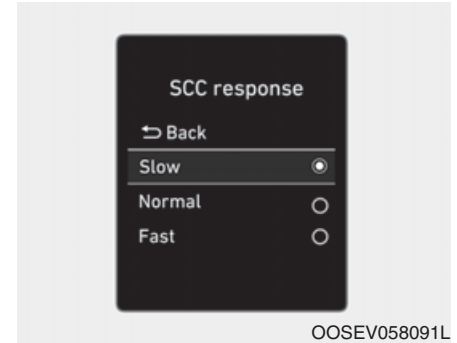 SCC response
Back
Slow
Normal
Fast
OOSEV058091L